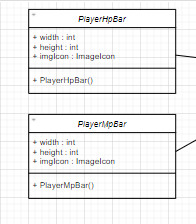 PlayerHpBar
+ width : int
+ height : int
+ imgIcon : ImageIcon
+ PlayerHpBar()
PlayerMpBar
+ width : int
+ height : int
+ imgIcon : ImageIcon
+ PlayerMpBar()